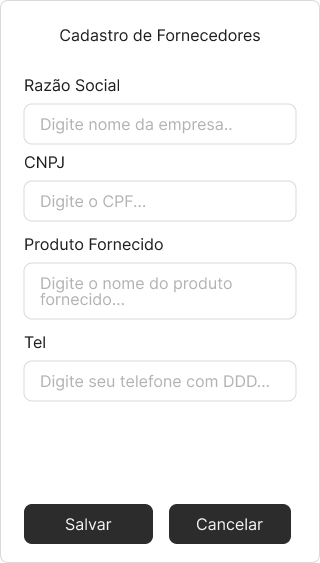 Cadastro de Fornecedores
Razão Social
Digite nome da empresa..
CNPJ
Digite o CPF...
Produto Fornecido
Digite o nome do produto
fornecido...
Tel
Digite seu telefone com DDD...
Salvar
Cancelar